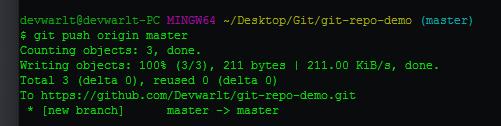 devwarlt@devwarlt-PC MINGW64 ~/Desktop/Git/git-repo-demo (master)
$ git push origin master
Counting objects: 3, done.
Writing objects: 100% (3/3), 211 bytes | 211.00 KiB/s, done.
Total 3 (delta 0), reused 0 (delta 0)
To https://github.com/Devwarlt/git-repo-demo.git
 * [new branch]      master -> master